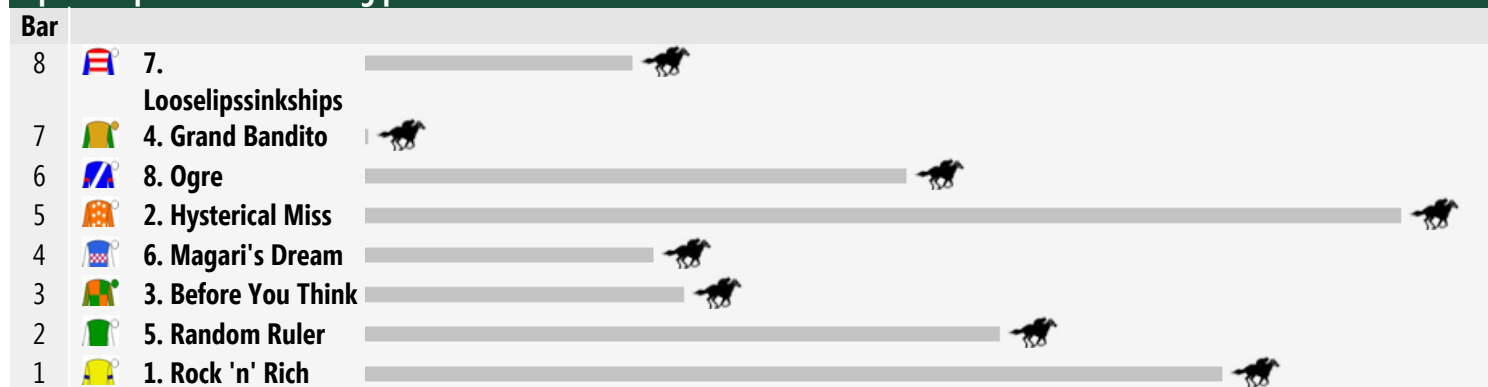 Bar
8 7.
Looselipssinkships
7 4. Grand Bandito
6 8. Ogre
5 2. Hysterical Miss
4 6. Magari's Dream
3 3. Before You Think
2 5. Random Ruler
1 1. Rock 'n' Rich